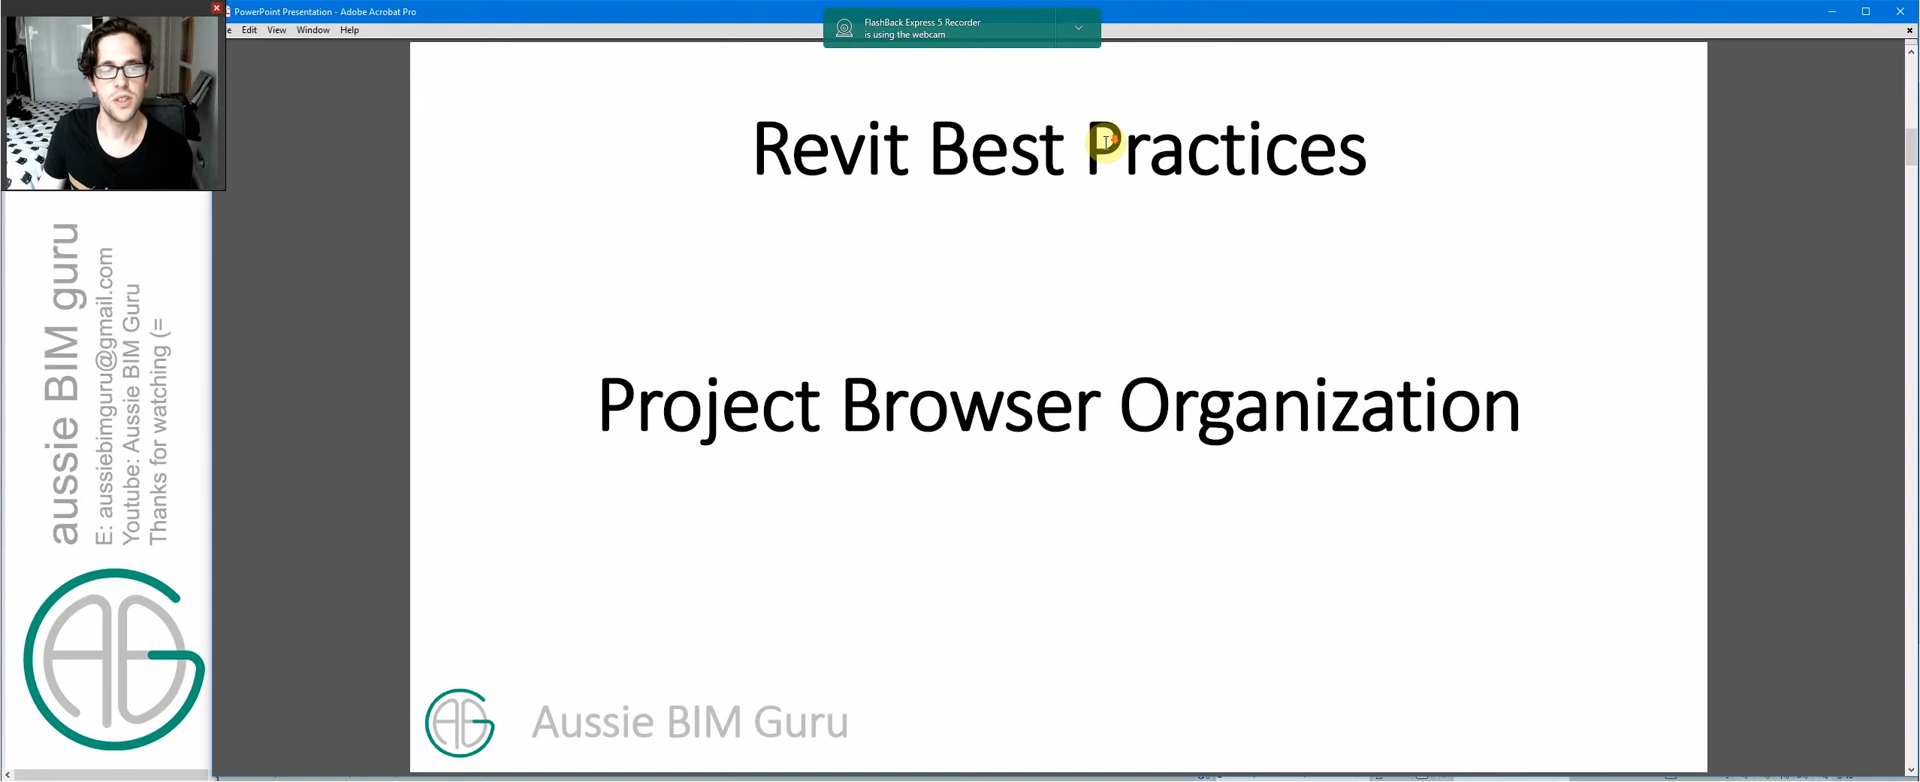 PowerPoint Presentation - Adobe Acrobat Pro
Edit View Window Help
FlashBack Express 5 Recorder
is using the webcam
Revit Best Practices
Project Browser Organization
Aussie BIM Guru
aussie BIM guru
E: aussiebimguru@gmail.com
Youtube: Aussie BIM Guru
Thanks for watching (=